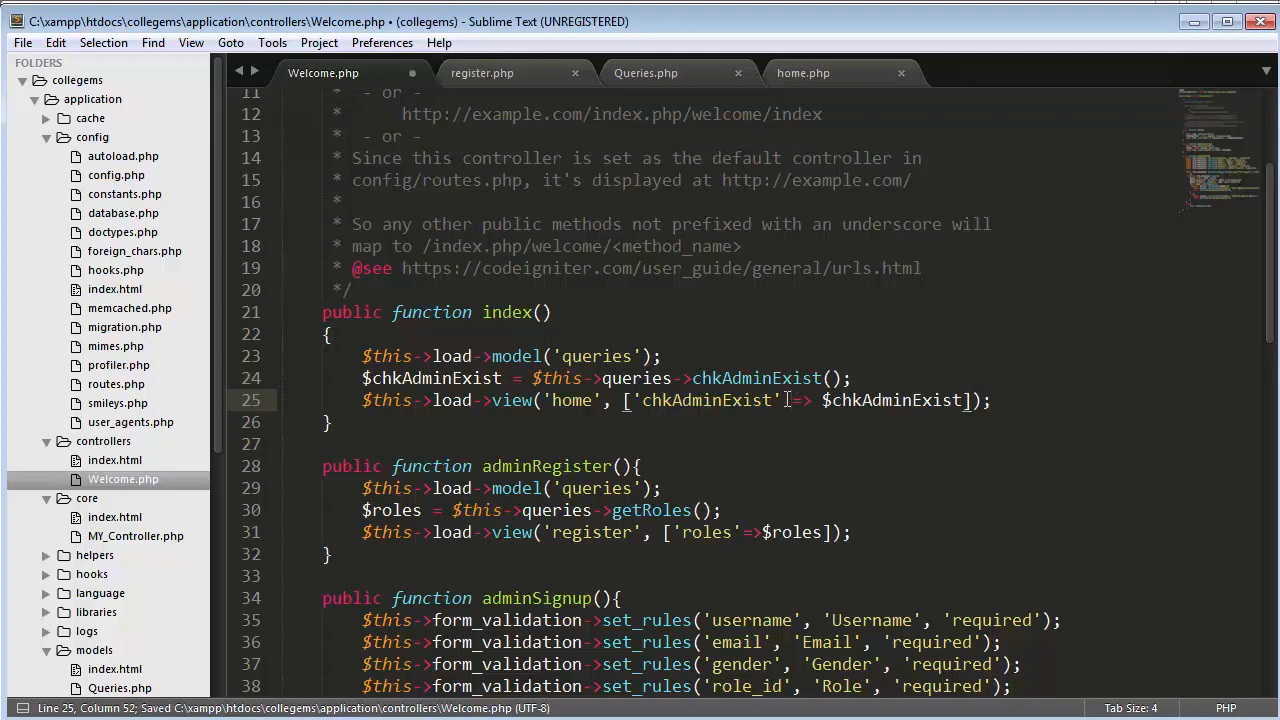 C:\xampp\htdocs\collegems\application\controllers\Welcome.php • (collegems) - Sublime Text (UNREGISTERED)
File Edit Selection Find View Goto Tools Project Preferences Help
FOLDERS
collegems
application
cache
config
autoload.php
config.php
constants.php
database.php
doctypes.php
foreign_chars.php
hooks.php
index.html
memcached.php
migration.php
mimes.php
profiler.php
routes.php
smileys.php
user_agents.php
controllers
index.html
Welcome.php
core
index.html
MY_Controller.php
helpers
hooks
language
libraries
logs
models
index.html
Queries.php
Welcome.php register.php Queries.php home.php
11 * - or -
12 * http://example.com/index.php/welcome/index
13 * - or -
14 * Since this controller is set as the default controller in
15 * config/routes.php, it's displayed at http://example.com/
16 *
17 * So any other public methods not prefixed with an underscore will
18 * map to /index.php/welcome/<method_name>
19 * @see https://codeigniter.com/user_guide/general/urls.html
20 */
21 public function index()
22 {
23 $this->load->model('queries');
24 $chkAdminExist = $this->queries->chkAdminExist();
25 $this->load->view('home', ['chkAdminExist'=> $chkAdminExist]);
26 }
27
28 public function adminRegister(){
29 $this->load->model('queries');
30 $roles = $this->queries->getRoles();
31 $this->load->view('register', ['roles'=>$roles]);
32 }
33
34 public function adminSignup(){
35 $this->form_validation->set_rules('username', 'Username', 'required');
36 $this->form_validation->set_rules('email', 'Email', 'required');
37 $this->form_validation->set_rules('gender', 'Gender', 'required');
38 $this->form_validation->set_rules('role_id', 'Role', 'required');
Line 25, Column 52; Saved C:\xampp\htdocs\collegems\application\controllers\Welcome.php (UTF-8) Tab Size: 4 PHP